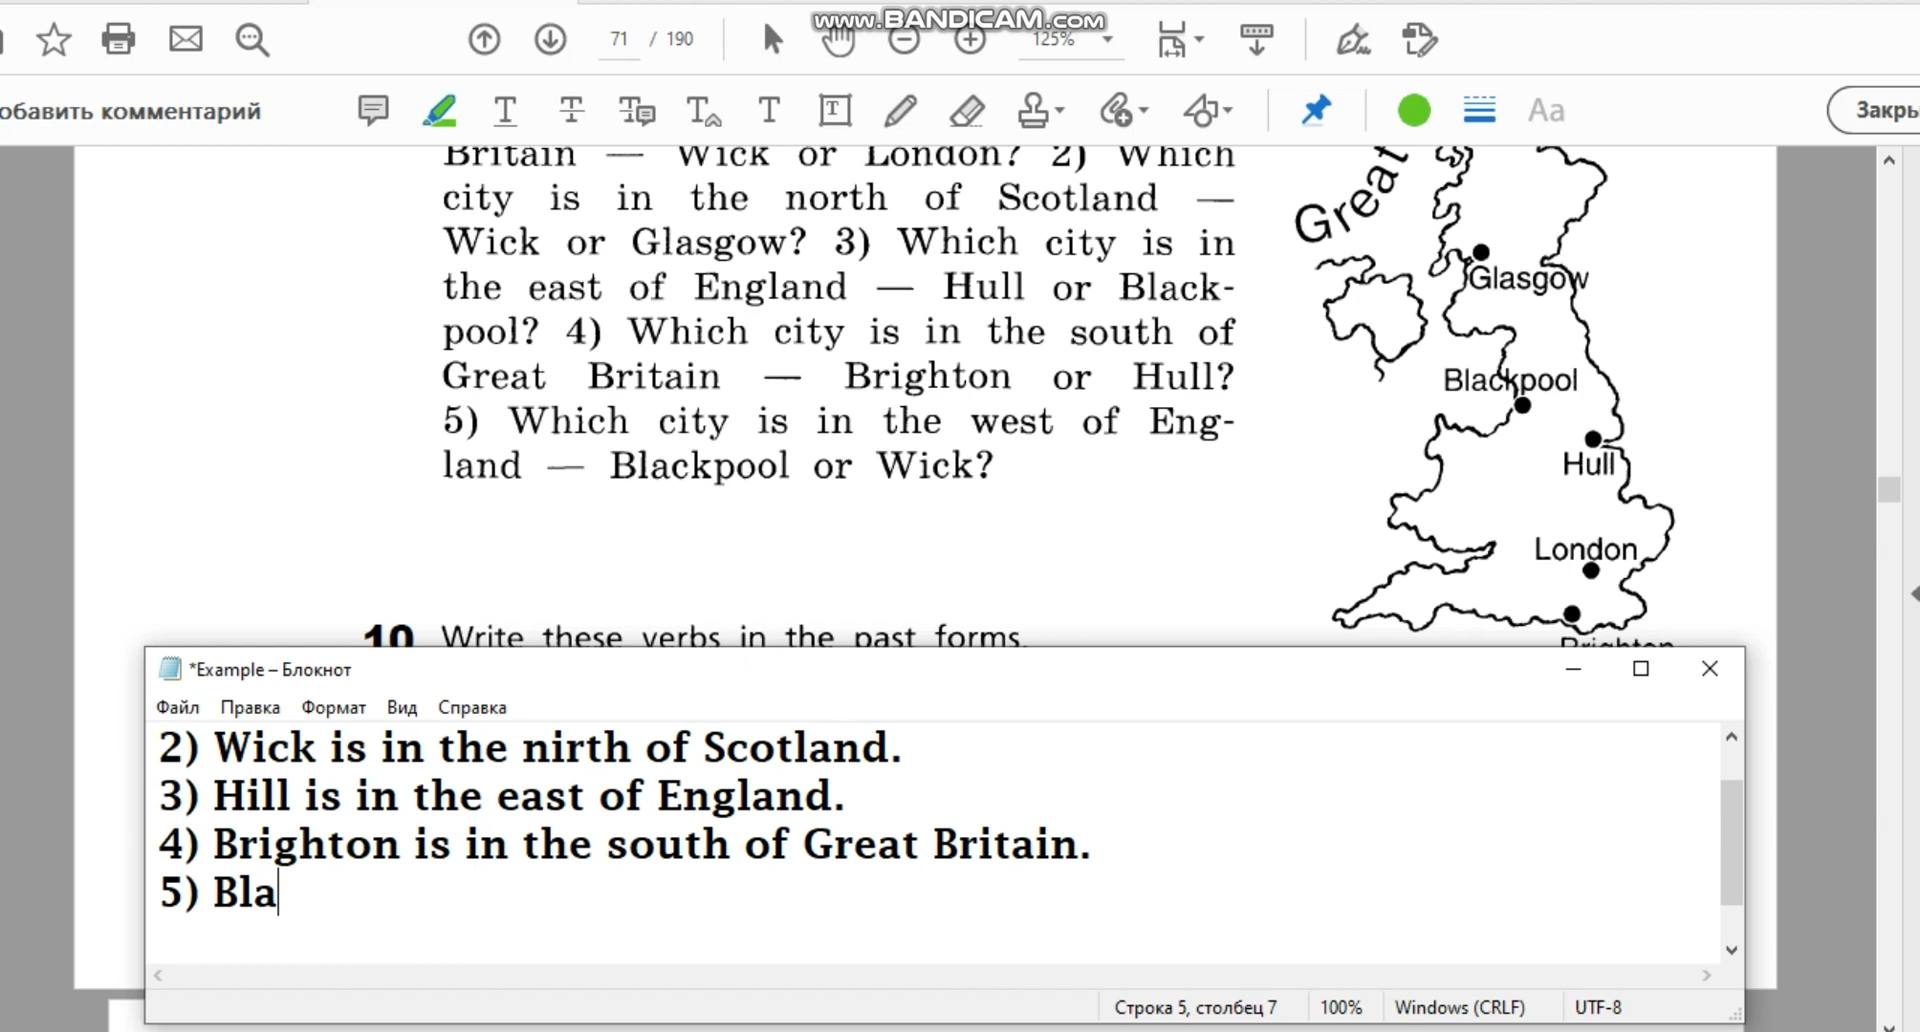 www.BANDICAM.com
71 / 190
125%
обавить комментарий
Aa
Закры
Britain — Wick or London? 2) Which
city is in the north of Scotland —
Wick or Glasgow? 3) Which city is in
the east of England — Hull or Black-
pool? 4) Which city is in the south of
Great Britain — Brighton or Hull?
5) Which city is in the west of Eng-
land — Blackpool or Wick?
Great
Glasgow
Blackpool
Hull
London
Brighton
10 Write these verbs in the past forms.
*Example – Блокнот
Файл Правка Формат Вид Справка
2) Wick is in the nirth of Scotland.
3) Hill is in the east of England.
4) Brighton is in the south of Great Britain.
5) Bla
Строка 5, столбец 7 100% Windows (CRLF) UTF-8